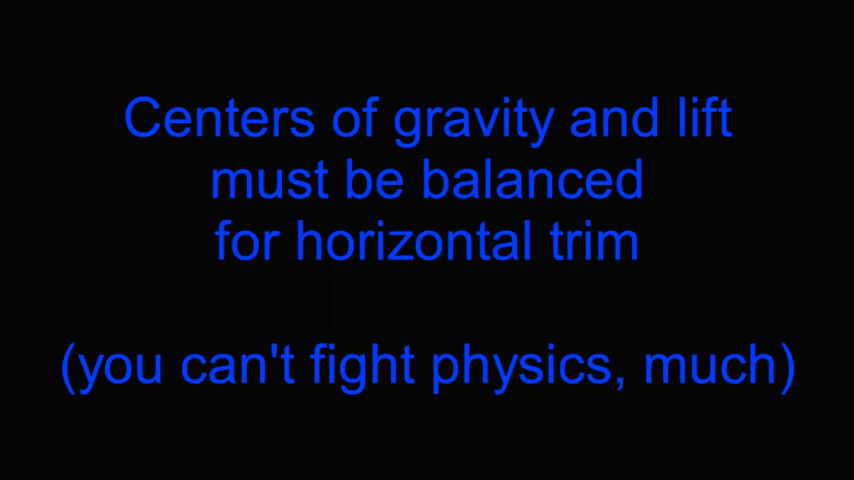 Centers of gravity and lift
must be balanced
for horizontal trim
(you can't fight physics, much)